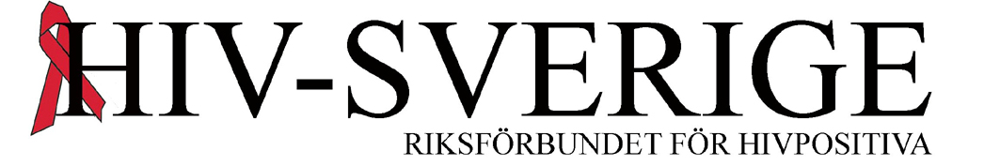 HIV-SVERIGE
RIKSFÖRBUNDET FÖR HIVPOSITIVA